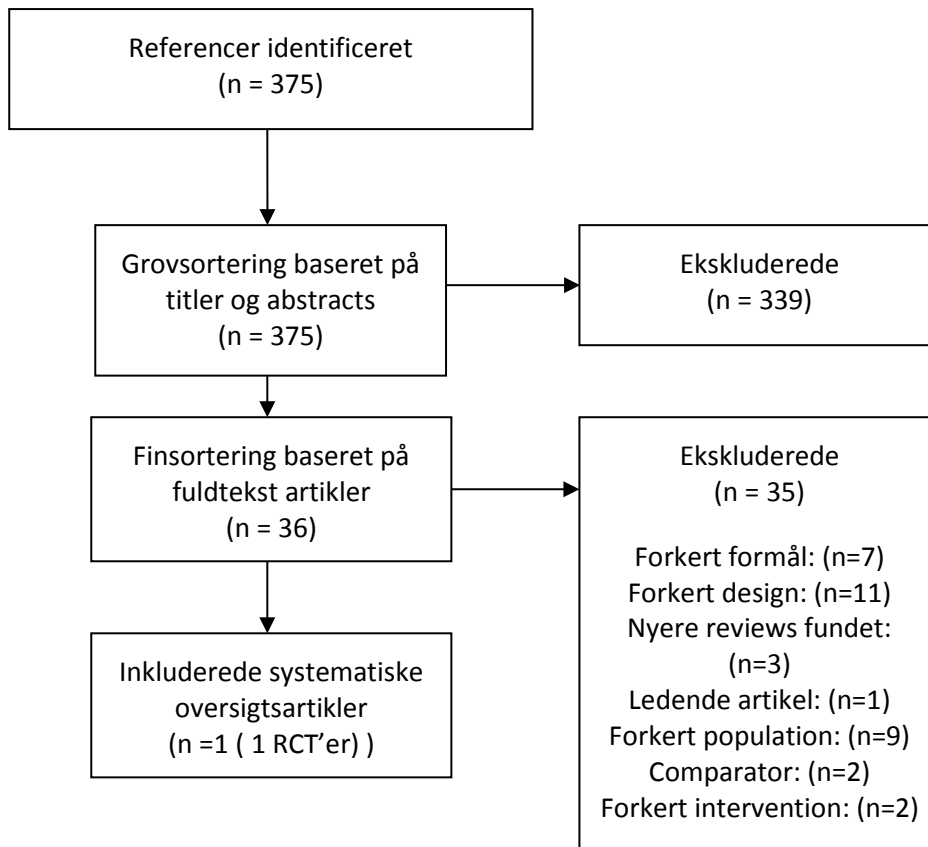 Referencer identificeret
(n = 375)
Grovsortering baseret på
titler og abstracts
(n = 375)
Ekskluderede
(n = 339)
Finsortering baseret på
fuldtekst artikler
(n = 36)
Ekskluderede
(n = 35)
Forkert formål: (n=7)
Forkert design: (n=11)
Nyere reviews fundet:
(n=3)
Ledende artikel: (n=1)
Forkert population: (n=9)
Comparator: (n=2)
Forkert intervention: (n=2)
Inkluderede systematiske
oversigtsartikler
(n =1 ( 1 RCT’er) )